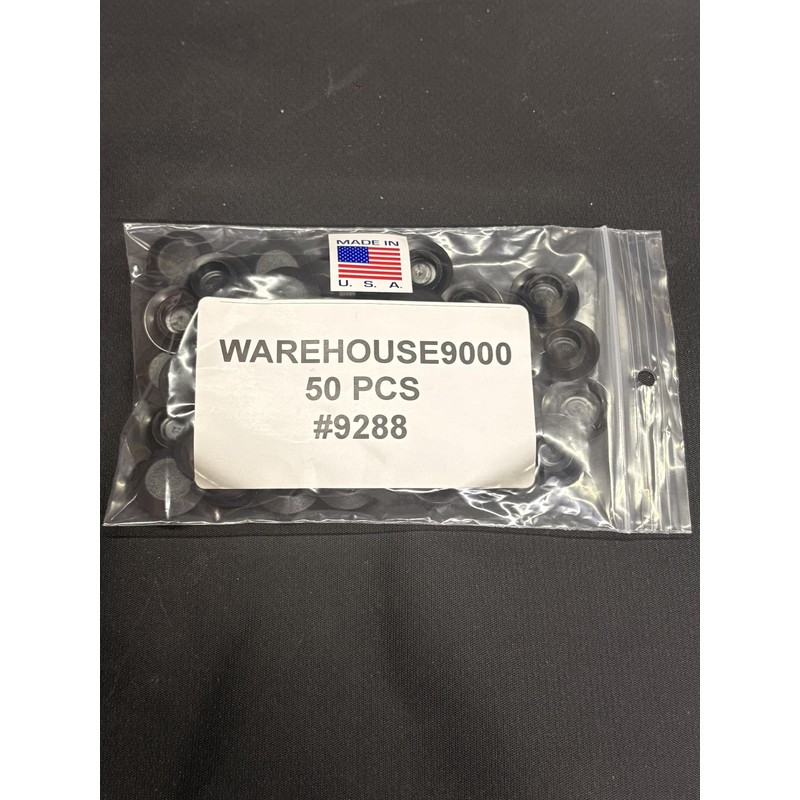 MADE IN
U. S. A.
WAREHOUSE9000
50 PCS
#9288